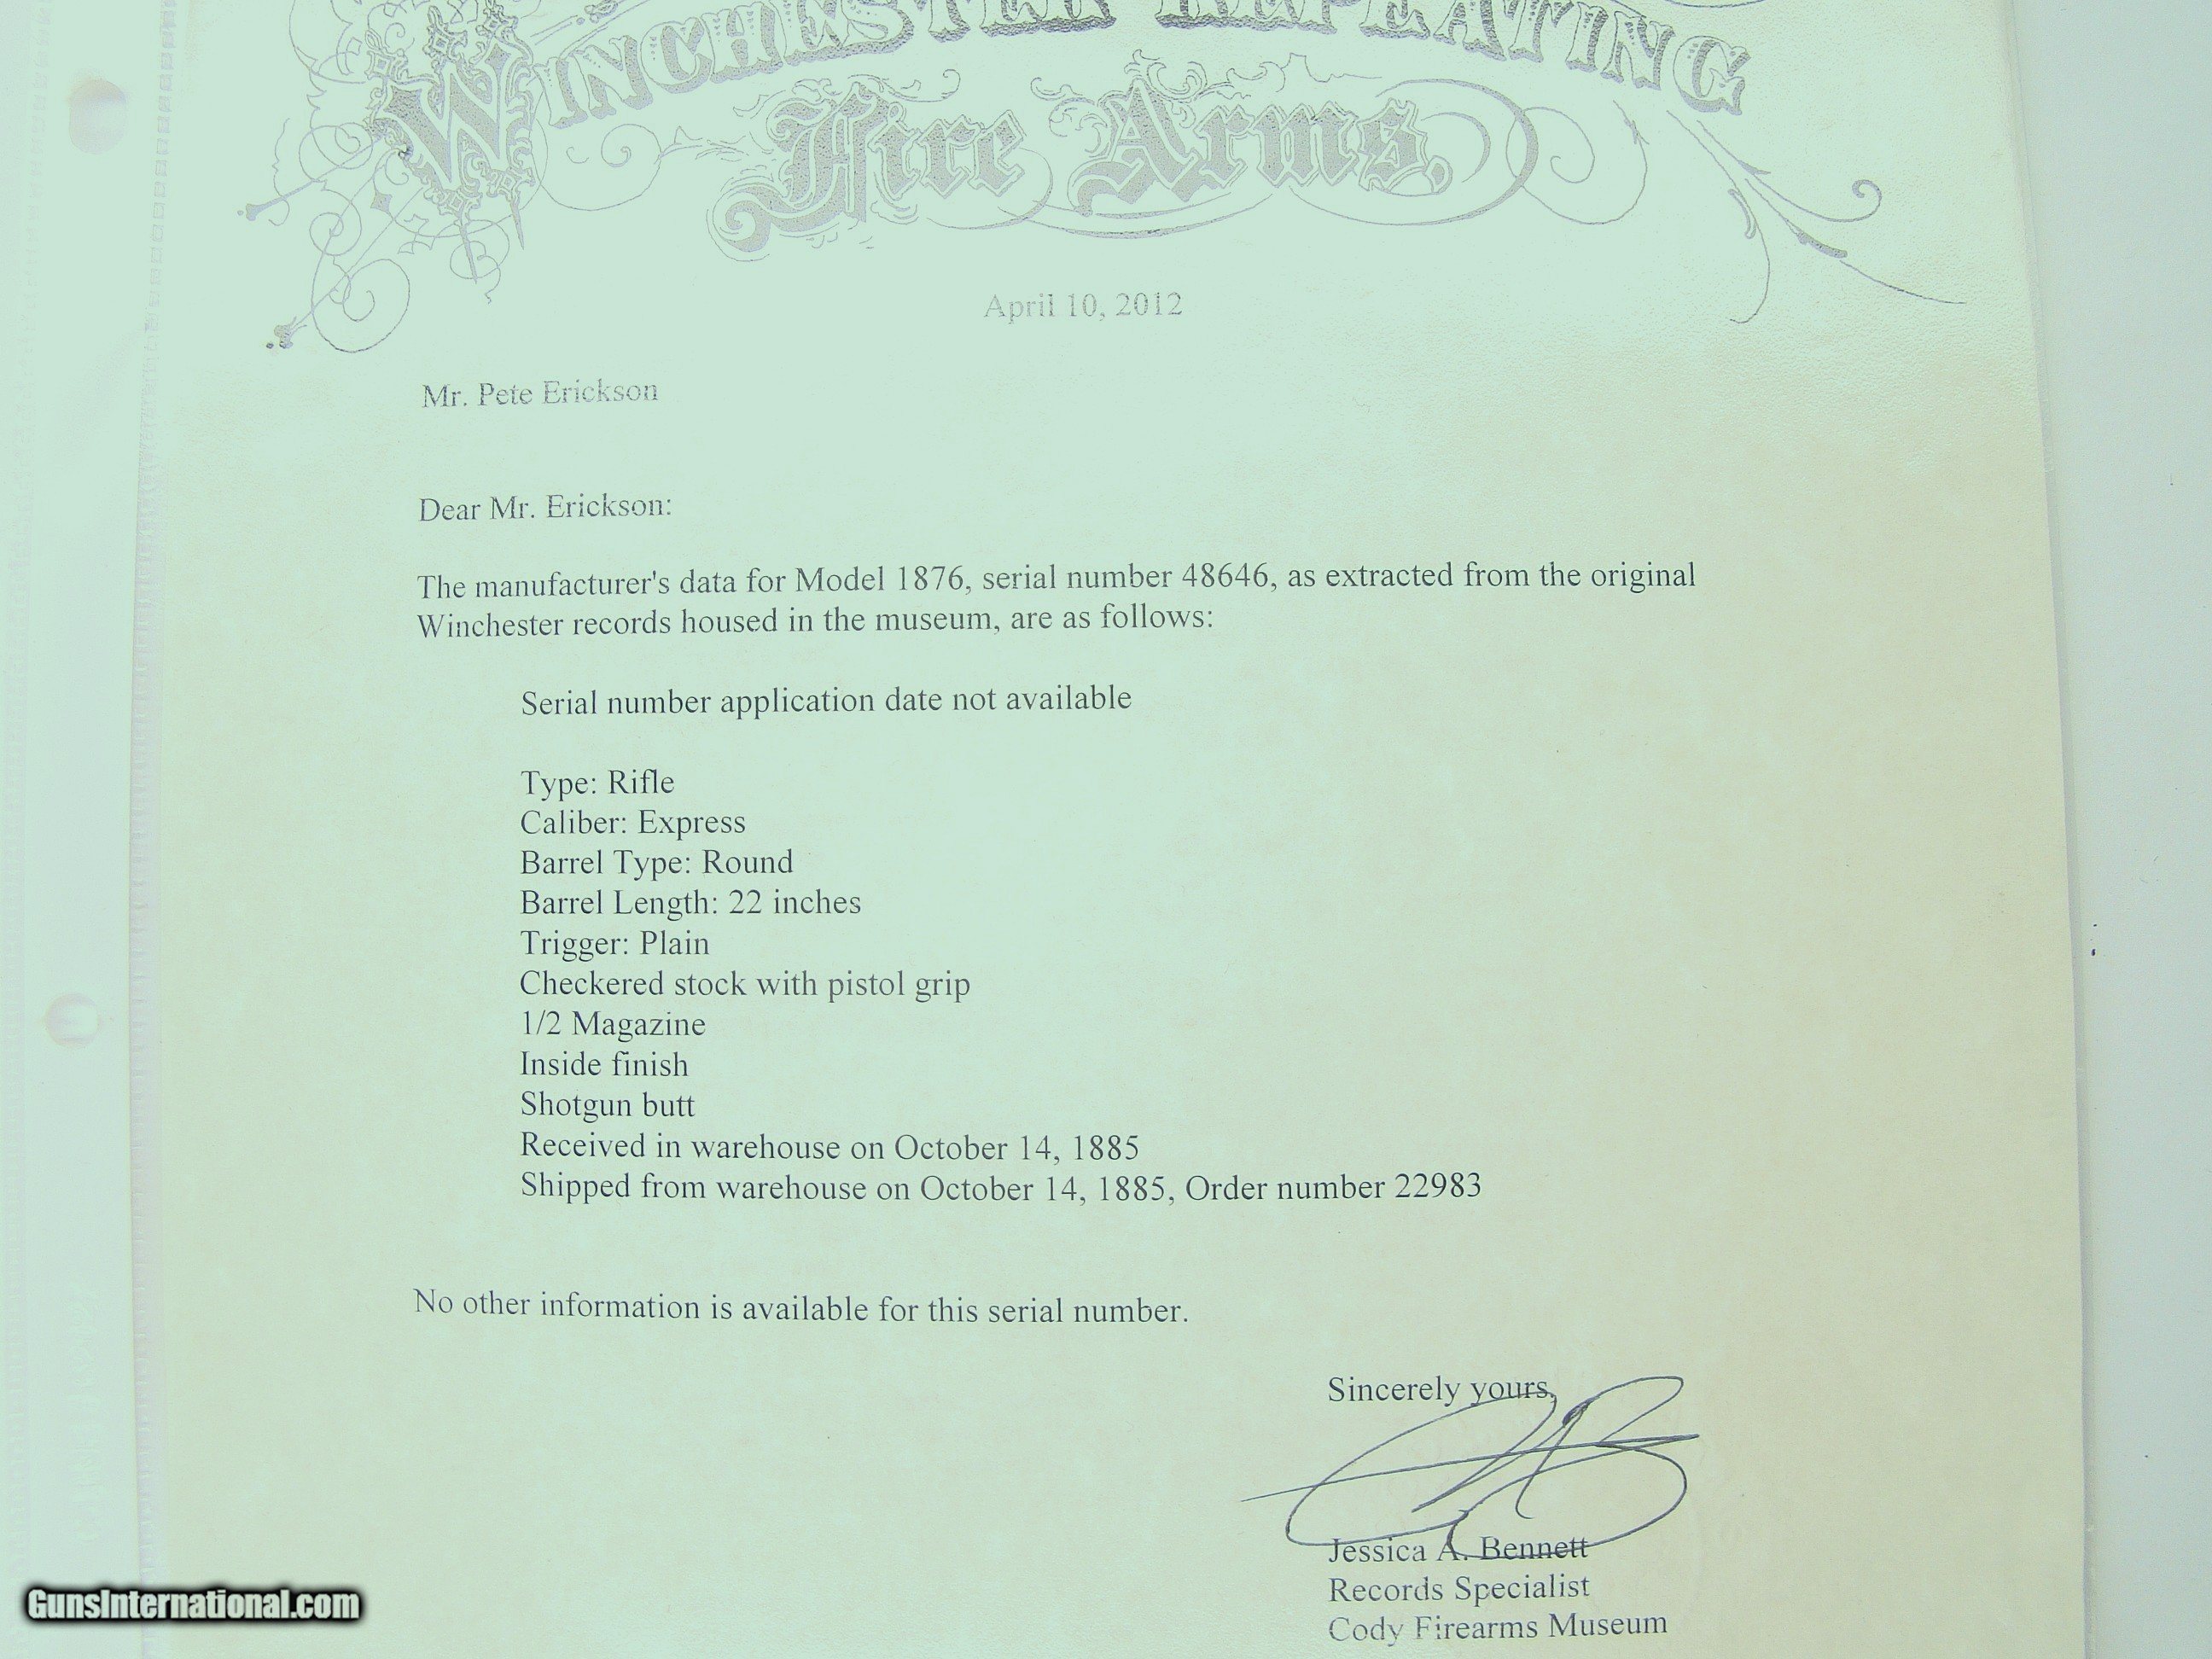 WINCHESTER REPEATING
Fire Arms.
April 10, 2012
Mr. Pete Erickson
Dear Mr. Erickson:
The manufacturer's data for Model 1876, serial number 48646, as extracted from the original
Winchester records housed in the museum, are as follows:
Serial number application date not available
Type: Rifle
Caliber: Express
Barrel Type: Round
Barrel Length: 22 inches
Trigger: Plain
Checkered stock with pistol grip
1/2 Magazine
Inside finish
Shotgun butt
Received in warehouse on October 14, 1885
Shipped from warehouse on October 14, 1885, Order number 22983
No other information is available for this serial number.
Sincerely yours,
Jessica A. Bennett
Records Specialist
Cody Firearms Museum
GunsInternational.com